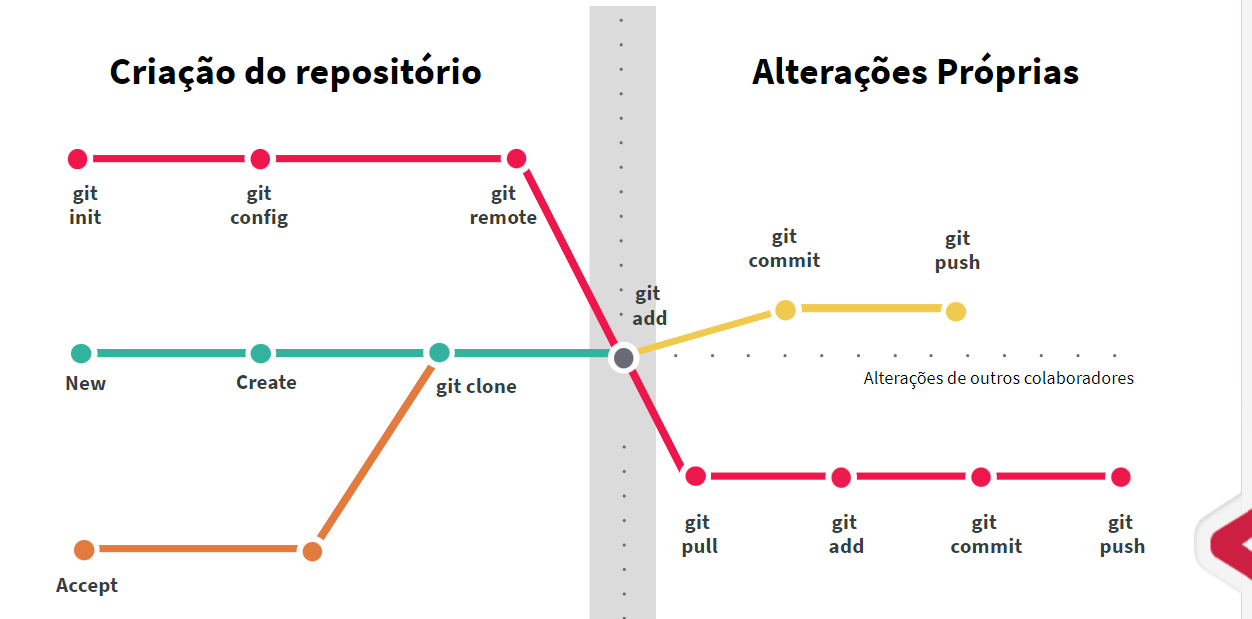 Criação do repositório
Alterações Próprias
git
init
git
config
git
remote
git
commit
git
push
git
add
New
Create
git clone
Alterações de outros colaboradores
git
pull
git
add
git
commit
git
push
Accept